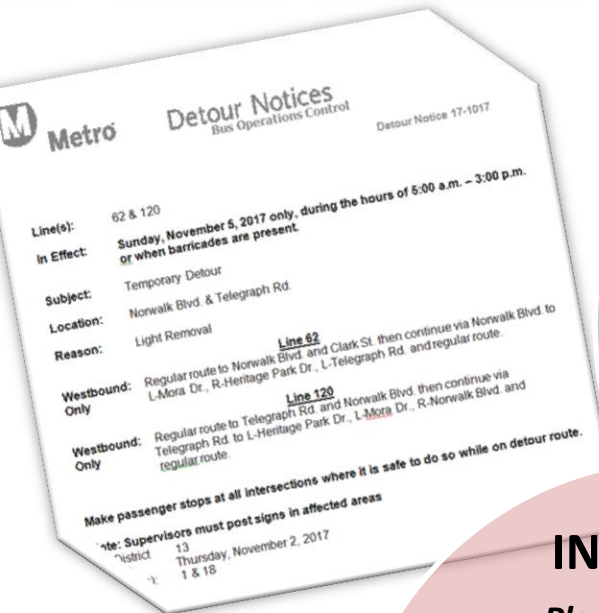 M Metro
Detour Notices
Bus Operations Control
Detour Notice 17-1017
Line(s): 62 & 120
In Effect: Sunday, November 5, 2017 only, during the hours of 5:00 a.m. – 3:00 p.m.
or when barricades are present.
Subject: Temporary Detour
Location: Norwalk Blvd. & Telegraph Rd.
Reason: Light Removal
Line 62
Westbound: Regular route to Norwalk Blvd. and Clark St. then continue via Norwalk Blvd. to
Only L-Mora Dr., R-Heritage Park Dr., L-Telegraph Rd. and regular route.
Line 120
Westbound: Regular route to Telegraph Rd. and Norwalk Blvd. then continue via
Only Telegraph Rd. to L-Heritage Park Dr., L-Mora Dr., R-Norwalk Blvd. and
regular route.
Make passenger stops at all intersections where it is safe to do so while on detour route.
Supervisors must post signs in affected areas
District 13
Thursday, November 2, 2017
1 & 18
IN